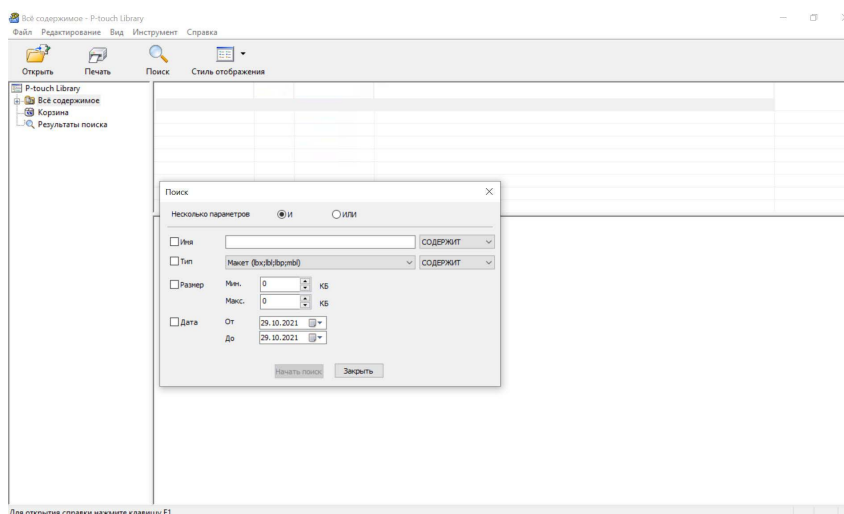 Всё содержимое - P-touch Library
Файл Редактирование Вид Инструмент Справка
Открыть Печать Поиск Стиль отображения
P-touch Library
Всё содержимое
Корзина
Результаты поиска
Поиск
Несколько параметров И ИЛИ
Имя СОДЕРЖИТ
Тип Макет (lbx;lbl;lbp;mbl) СОДЕРЖИТ
Размер Мин. 0 КБ
Макс. 0 КБ
Дата От 29.10.2021
До 29.10.2021
Начать поиск Закрыть
Для открытия справки нажмите клавишу F1